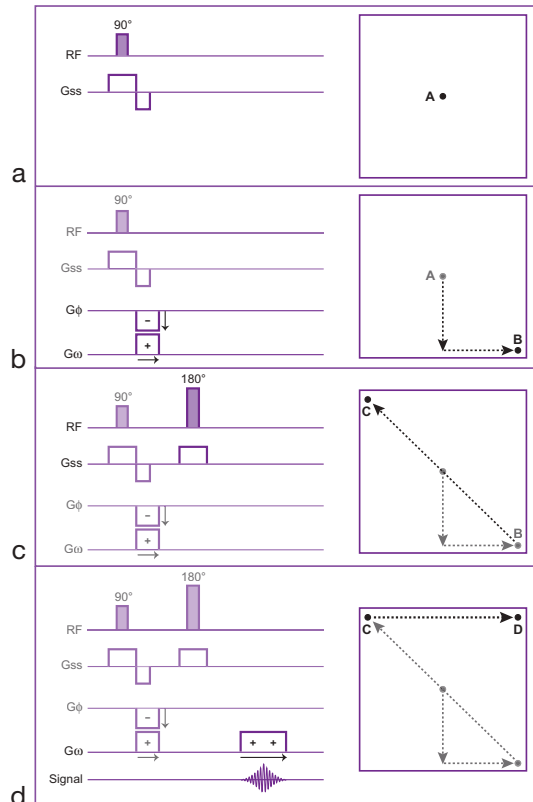 90°
RF
Gss
A
a
90°
RF
Gss
A
Gϕ
−
B
+
Gω
b
180°
90°
C
RF
Gss
Gϕ
−
B
+
Gω
c
180°
90°
C
D
RF
Gss
Gϕ
−
+
+ +
Gω
Signal
d